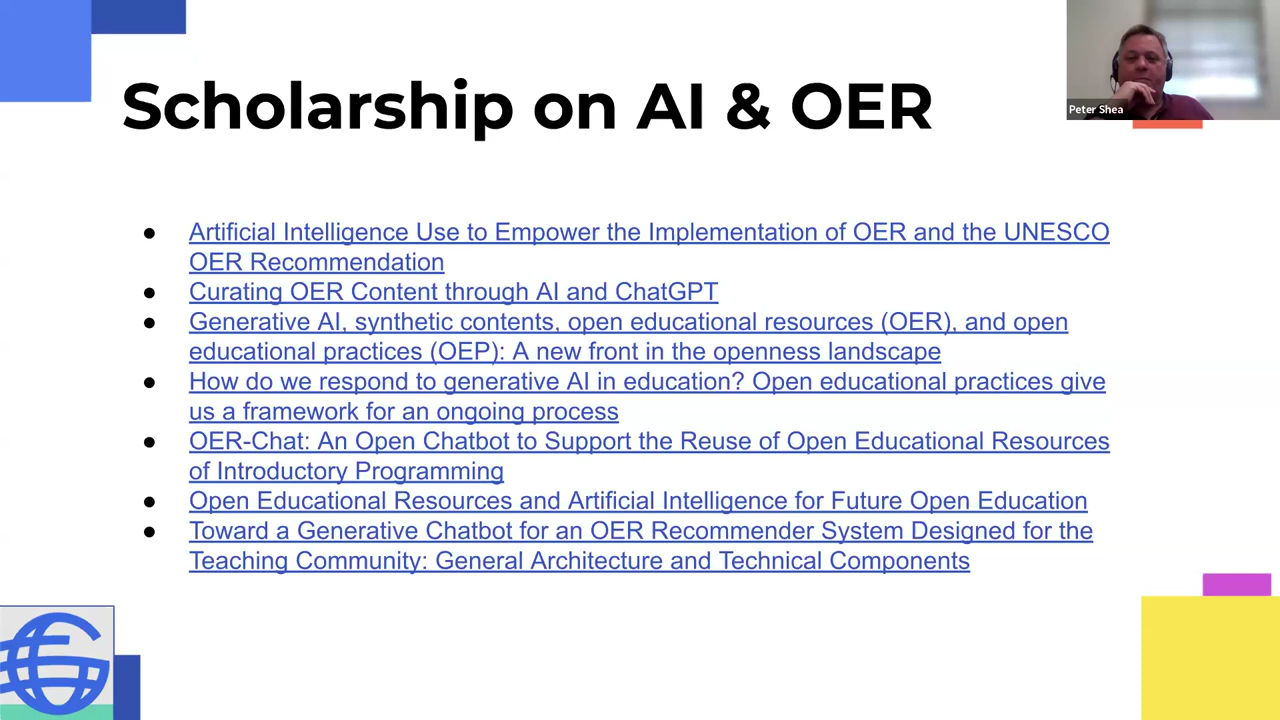 Scholarship on AI & OER
Peter Shea
● Artificial Intelligence Use to Empower the Implementation of OER and the UNESCO
OER Recommendation
● Curating OER Content through AI and ChatGPT
● Generative AI, synthetic contents, open educational resources (OER), and open
educational practices (OEP): A new front in the openness landscape
● How do we respond to generative AI in education? Open educational practices give
us a framework for an ongoing process
● OER-Chat: An Open Chatbot to Support the Reuse of Open Educational Resources
of Introductory Programming
● Open Educational Resources and Artificial Intelligence for Future Open Education
● Toward a Generative Chatbot for an OER Recommender System Designed for the
Teaching Community: General Architecture and Technical Components